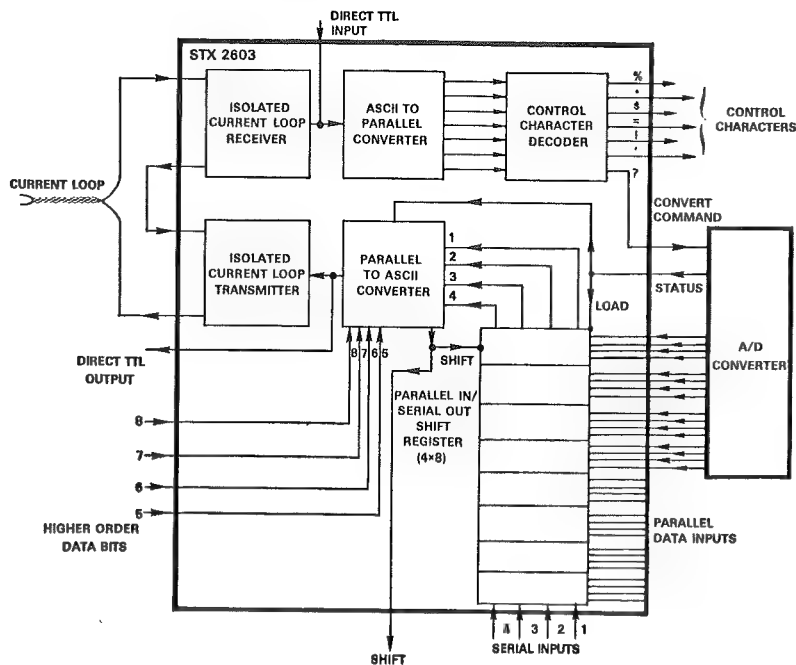 DIRECT TTL
INPUT
STX 2603
ISOLATED
CURRENT LOOP
RECEIVER
ASCII TO
PARALLEL
CONVERTER
CONTROL
CHARACTER
DECODER
%
$
=
!
?
CONTROL
CHARACTERS
CURRENT LOOP
CONVERT
COMMAND
ISOLATED
CURRENT LOOP
TRANSMITTER
PARALLEL
TO ASCII
CONVERTER
1
2
3
4
STATUS
LOAD
A/D
CONVERTER
DIRECT TTL
OUTPUT
8 7 6 5
SHIFT
PARALLEL IN/
SERIAL OUT
SHIFT
REGISTER
(4×8)
8
7
6
5
HIGHER ORDER
DATA BITS
PARALLEL
DATA INPUTS
4 3 2 1
SERIAL INPUTS
SHIFT